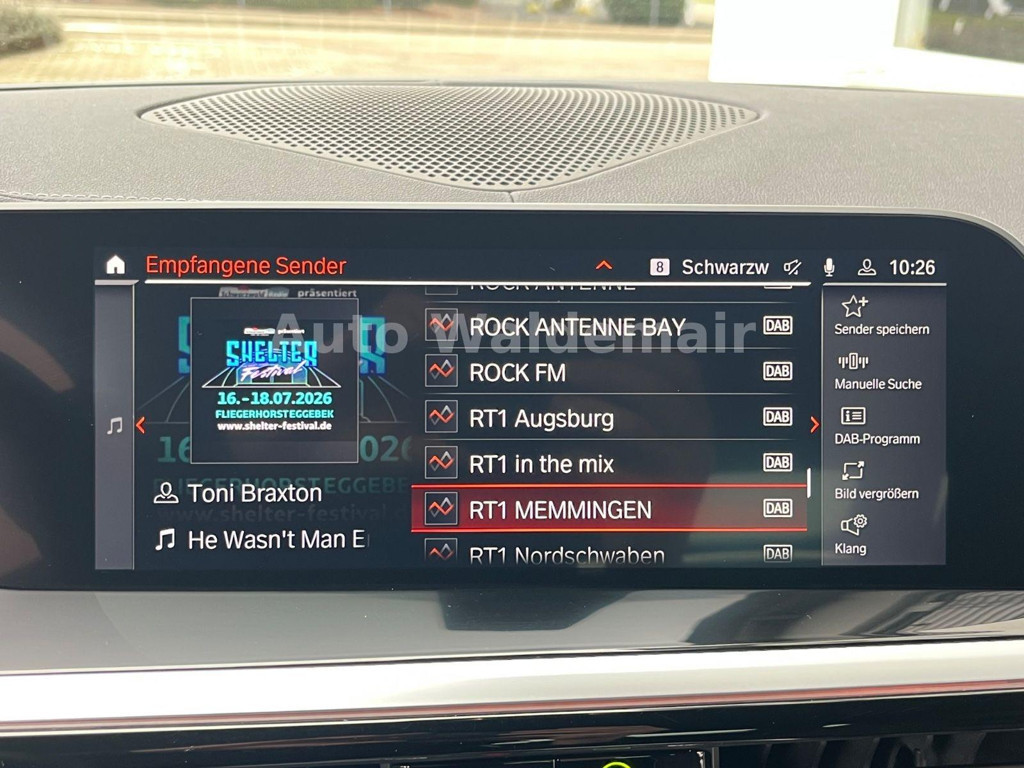 Empfangene Sender
8 Schwarzw 10:26
präsentiert
SHELTER
Festival
16.-18.07.2026
FLIEGERHORSTEGGEBEK
www.shelter-festival.de
Toni Braxton
He Wasn't Man E
ROCK ANTENNE
ROCK ANTENNE BAY DAB
ROCK FM DAB
RT1 Augsburg DAB
RT1 in the mix DAB
RT1 MEMMINGEN DAB
RT1 Nordschwaben DAB
Sender speichern
Manuelle Suche
DAB-Programm
Bild vergrößern
Klang
Auto Waldemair